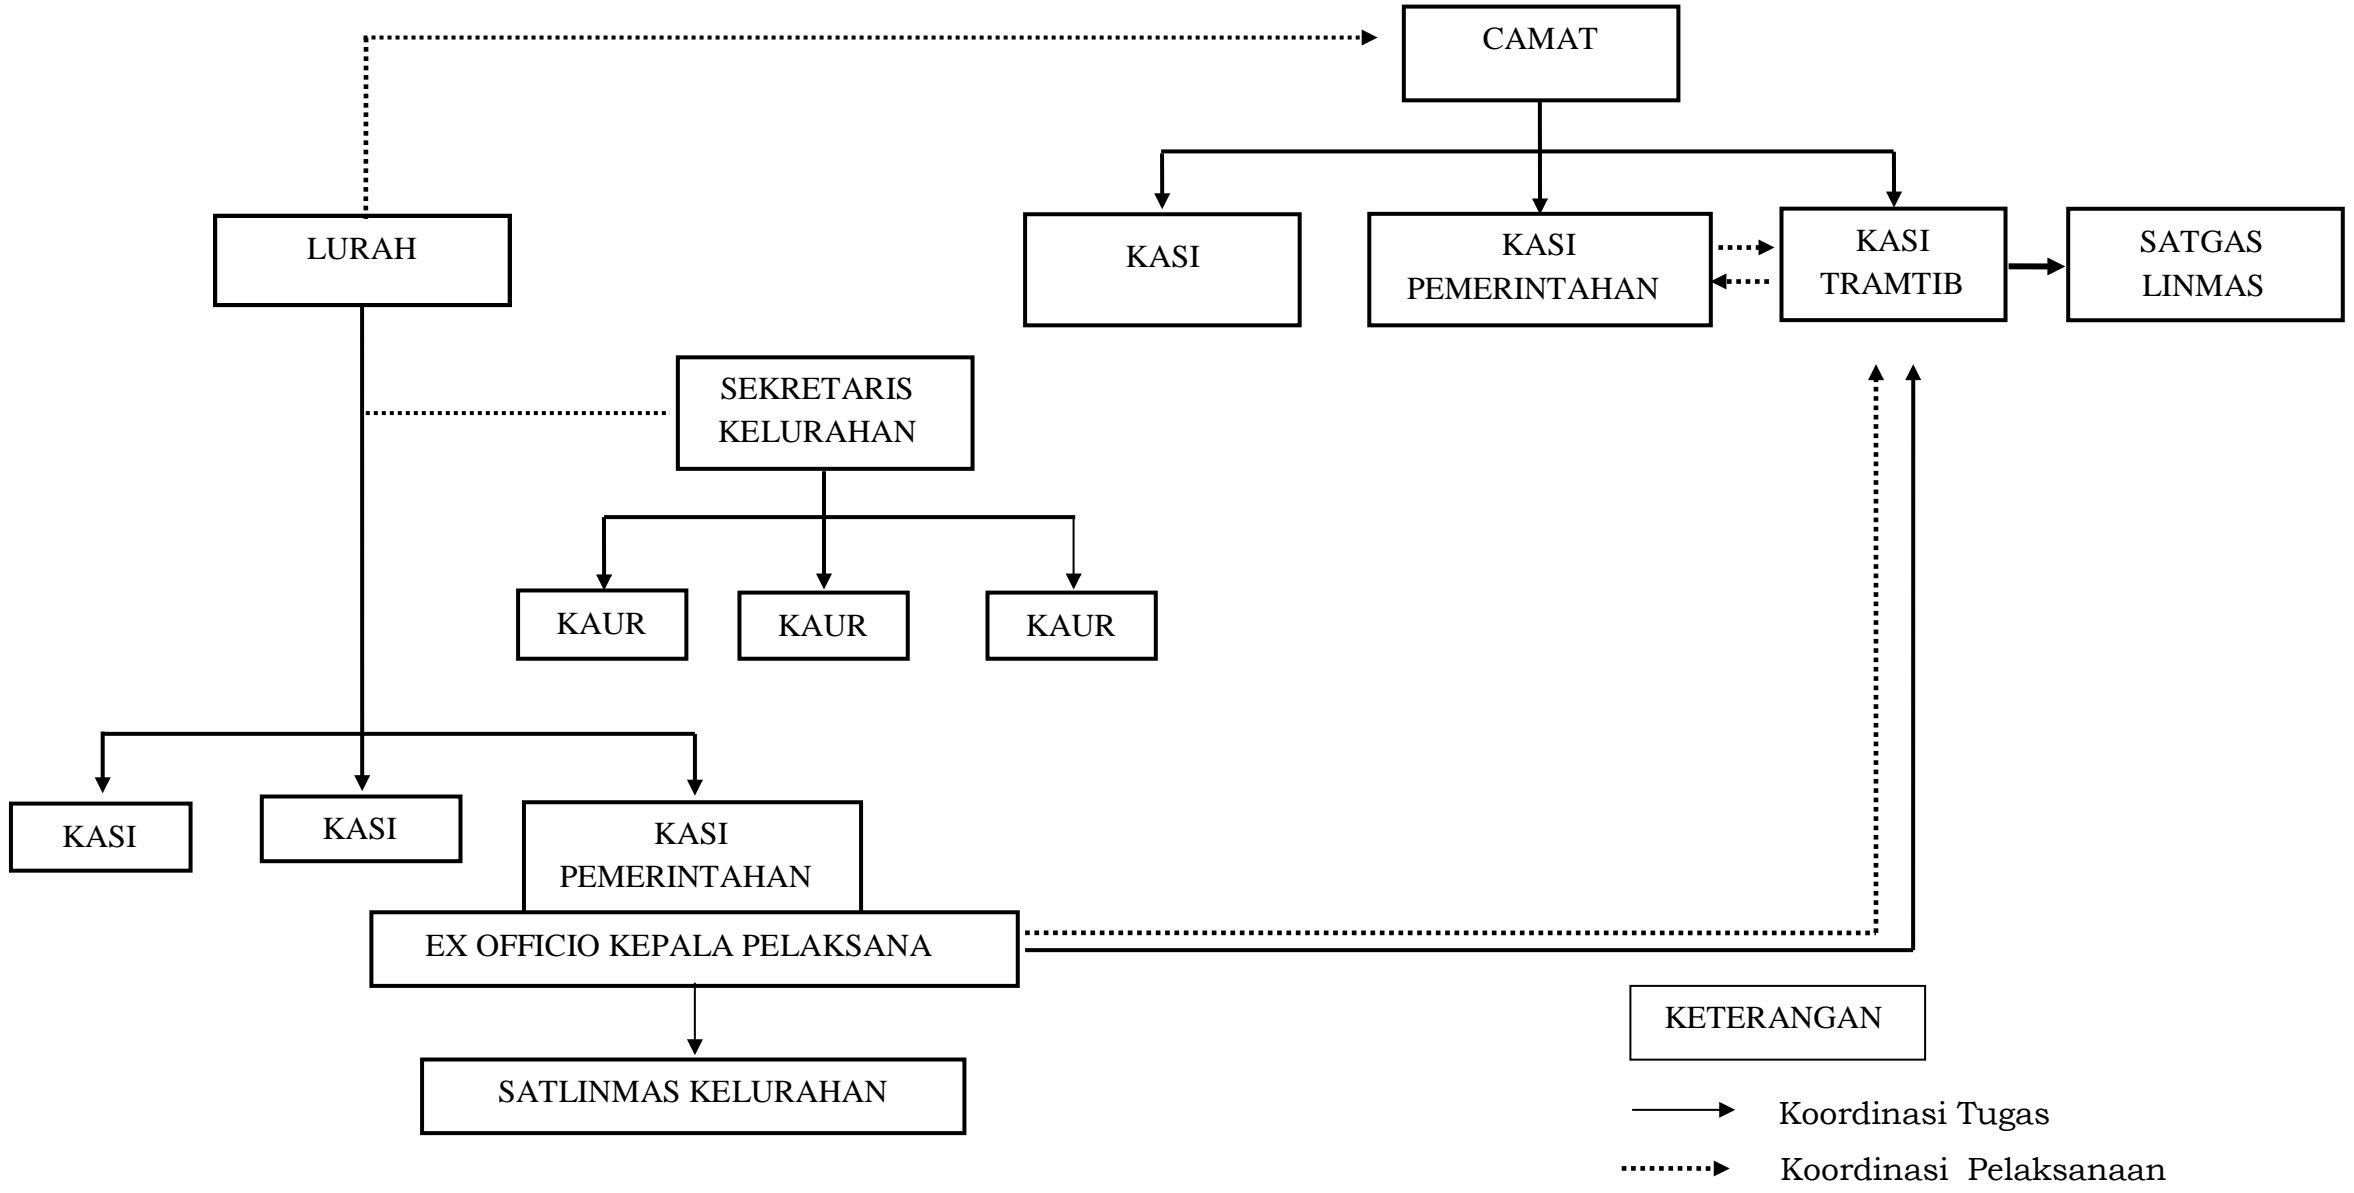 CAMAT
LURAH
KASI
KASI
PEMERINTAHAN
KASI
TRAMTIB
SATGAS
LINMAS
SEKRETARIS
KELURAHAN
KAUR
KAUR
KAUR
KASI
KASI
KASI
PEMERINTAHAN
EX OFFICIO KEPALA PELAKSANA
SATLINMAS KELURAHAN
KETERANGAN
Koordinasi Tugas
Koordinasi Pelaksanaan